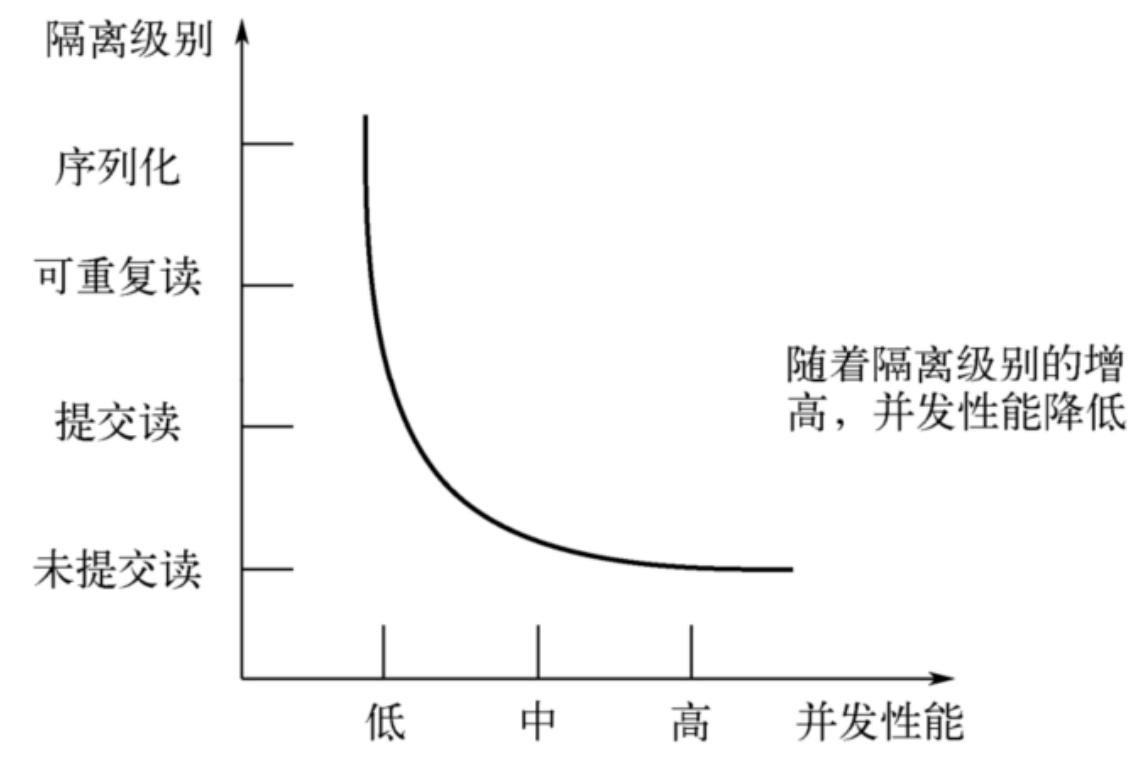 隔离级别
序列化
可重复读
提交读
未提交读
随着隔离级别的增
高，并发性能降低
低
中
高
并发性能